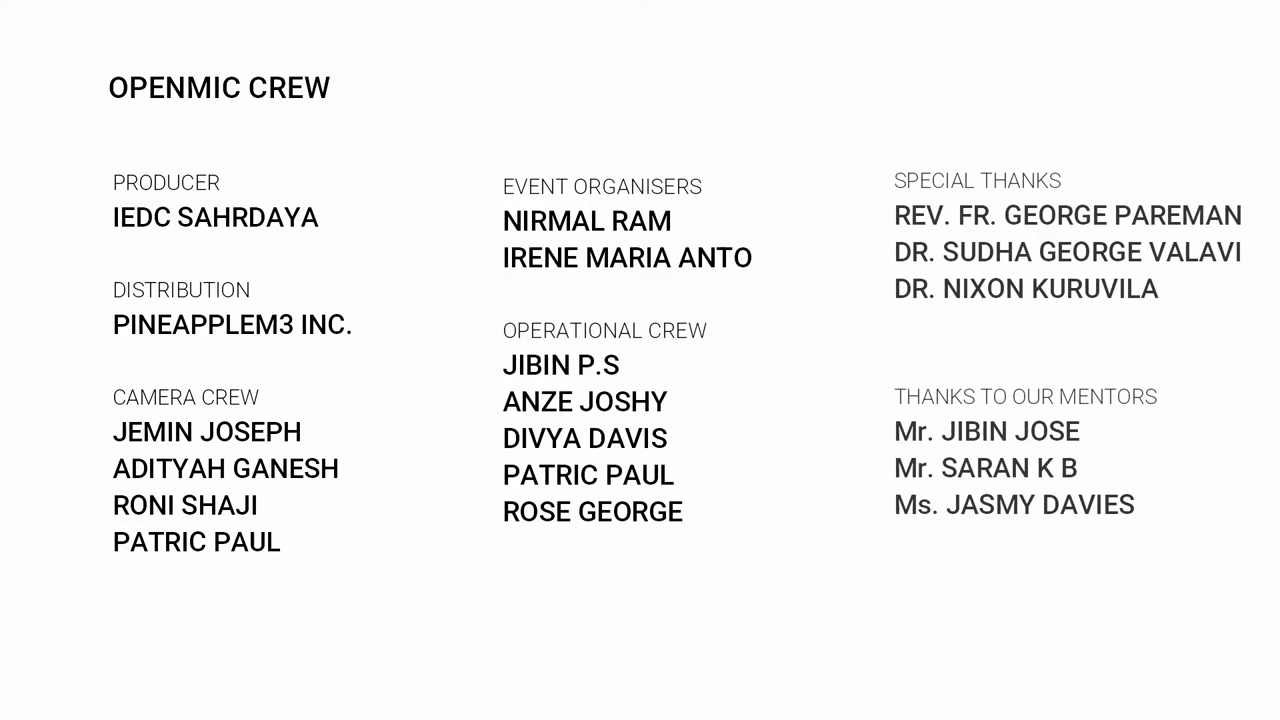 OPENMIC CREW
PRODUCER
IEDC SAHRDAYA
DISTRIBUTION
PINEAPPLEM3 INC.
CAMERA CREW
JEMIN JOSEPH
ADITYAH GANESH
RONI SHAJI
PATRIC PAUL
EVENT ORGANISERS
NIRMAL RAM
IRENE MARIA ANTO
OPERATIONAL CREW
JIBIN P.S
ANZE JOSHY
DIVYA DAVIS
PATRIC PAUL
ROSE GEORGE
SPECIAL THANKS
REV. FR. GEORGE PAREMAN
DR. SUDHA GEORGE VALAVI
DR. NIXON KURUVILA
THANKS TO OUR MENTORS
Mr. JIBIN JOSE
Mr. SARAN K B
Ms. JASMY DAVIES